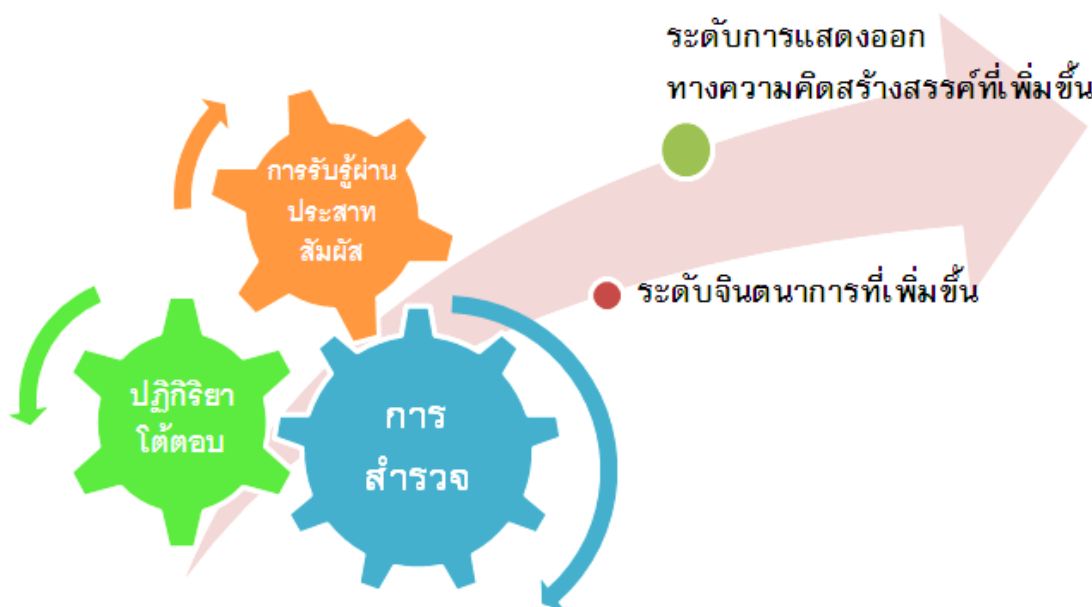 ระดับการแสดงออก
ทางความคิดสร้างสรรค์ที่เพิ่มขึ้น
การรับรู้ผ่าน
ประสาท
สัมผัส
ระดับจินตนาการที่เพิ่มขึ้น
ปฏิกิริยา
โต้ตอบ
การ
สำรวจ